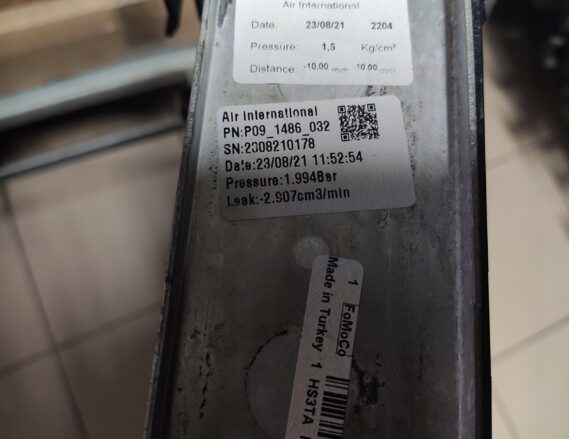 Air International
Date: 23/08/21 2204
Pressure: 1,5 Kg/cm²
Distance: -10,00 mm -10,00 mm
Air International
PN:P09_1486_032
SN:2308210178
Date:23/08/21 11:52:54
Pressure:1.994Bar
Leak:-2.907cm3/min
1 FoMoCo
Made in Turkey 1 HS3TA